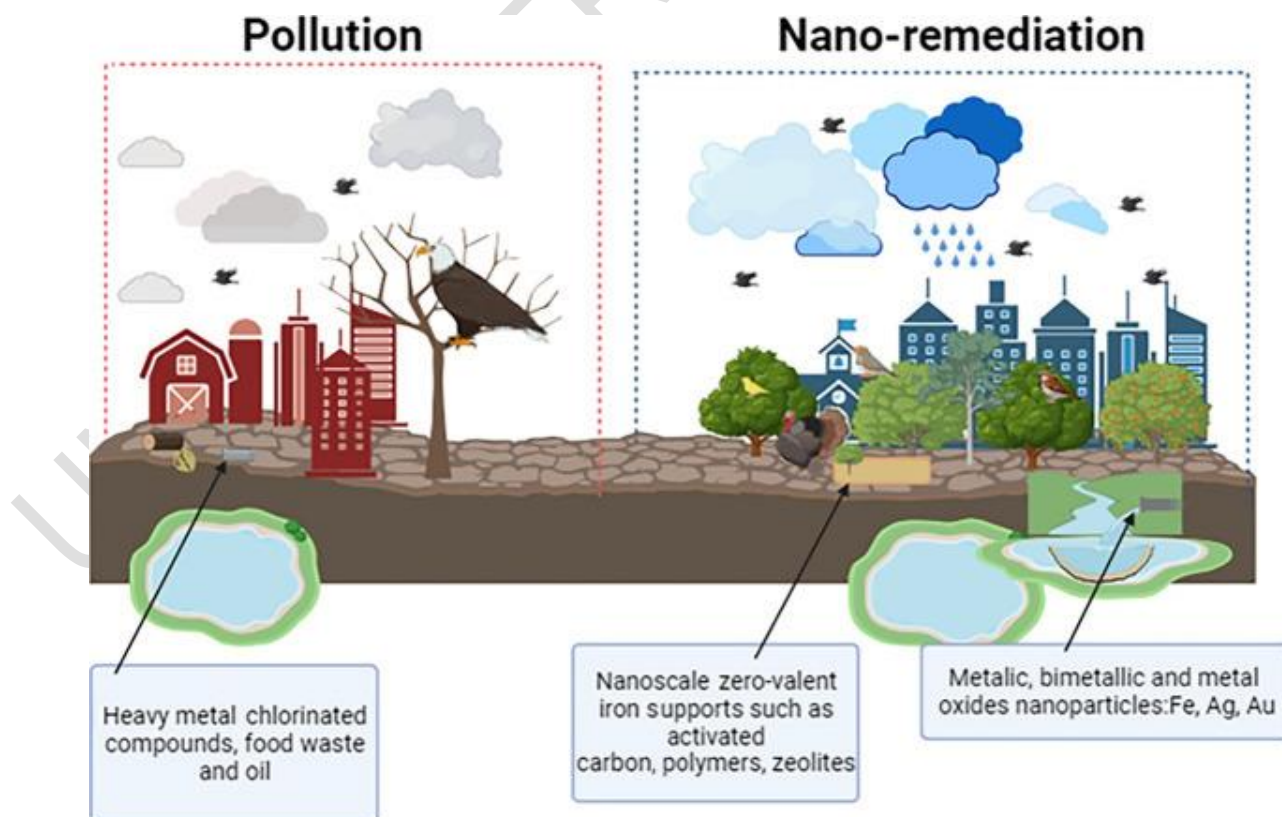 Pollution
Nano-remediation
Heavy metal chlorinated
compounds, food waste
and oil
Nanoscale zero-valent
iron supports such as
activated
carbon, polymers, zeolites
Metalic, bimetallic and metal
oxides nanoparticles:Fe, Ag, Au